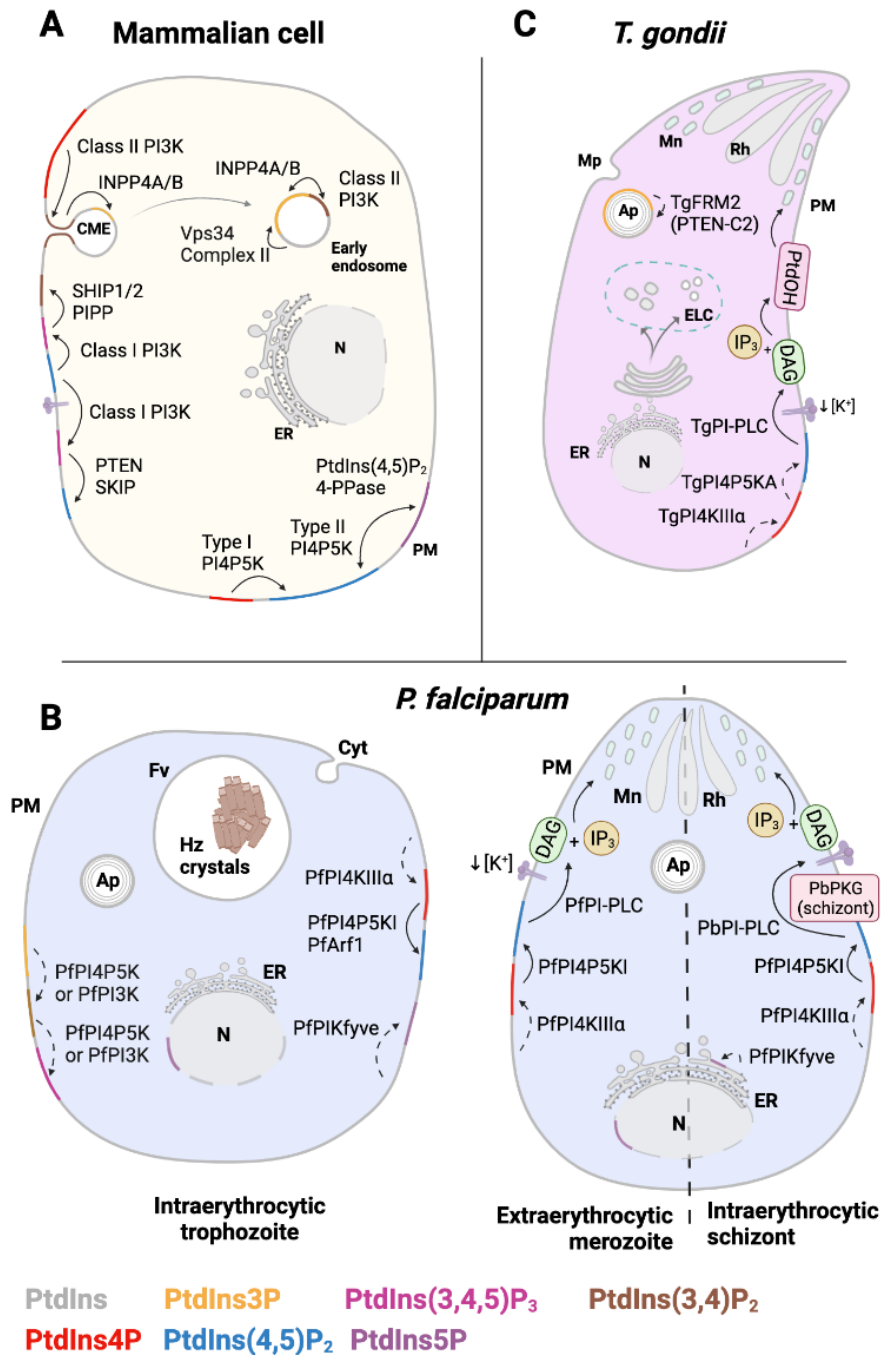 A
Mammalian cell
Class II PI3K
INPP4A/B
CME
INPP4A/B
Class II
PI3K
Vps34
Complex II
Early
endosome
SHIP1/2
PIPP
Class I PI3K
Class I PI3K
PTEN
SKIP
N
ER
PtdIns(4,5)P₂
4-PPase
Type I
PI4P5K
Type II
PI4P5K
PM
C
T. gondii
Mn
Rh
Mp
Ap
TgFRM2
(PTEN-C2)
PM
PtdOH
ELC
IP₃
+
DAG
↓[K⁺]
TgPI-PLC
ER
N
TgPI4P5KA
TgPI4KIIIα
P. falciparum
B
PM
Fv
Cyt
Hz
crystals
Ap
PfPI4KIIIα
PfPI4P5KI
PfArf1
PfPI4P5K
or PfPI3K
PfPI4P5K
or PfPI3K
ER
N
PfPIKfyve
Intraerythrocytic
trophozoite
PM
Mn
Rh
DAG
+
IP₃
↓[K⁺]
Ap
IP₃
+
DAG
PfPI-PLC
PbPKG
(schizont)
PbPI-PLC
PfPI4P5KI
PfPI4P5KI
PfPI4KIIIα
PfPI4KIIIα
PfPIKfyve
ER
N
Extraerythrocytic
merozoite
Intraerythrocytic
schizont
PtdIns PtdIns3P PtdIns(3,4,5)P₃ PtdIns(3,4)P₂
PtdIns4P PtdIns(4,5)P₂ PtdIns5P